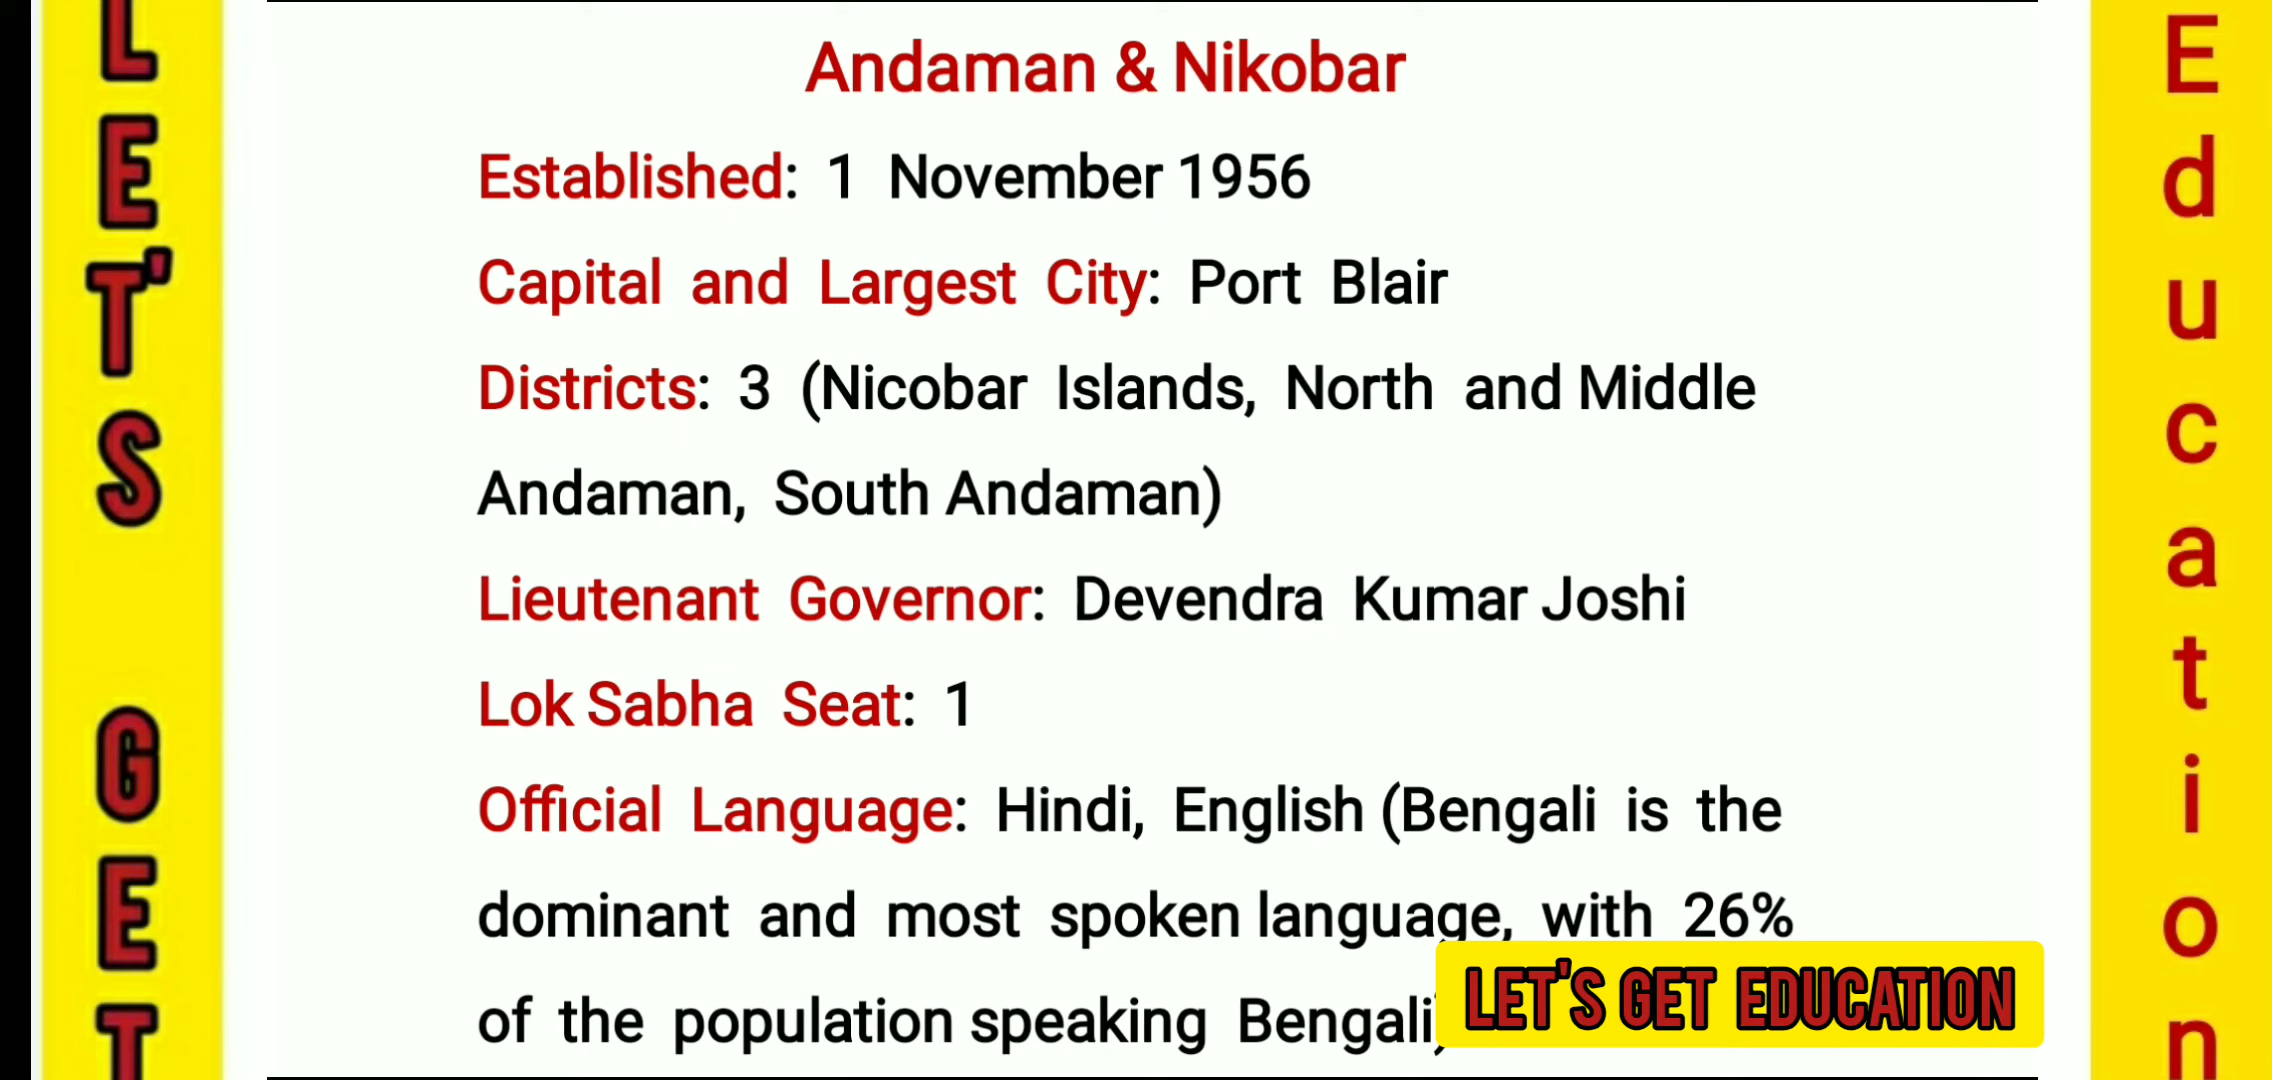 LET'S GET
Andaman & Nikobar
Established: 1 November 1956
Capital and Largest City: Port Blair
Districts: 3 (Nicobar Islands, North and Middle
Andaman, South Andaman)
Lieutenant Governor: Devendra Kumar Joshi
Lok Sabha Seat: 1
Official Language: Hindi, English (Bengali is the
dominant and most spoken language, with 26%
of the population speaking Bengali)
LET'S GET EDUCATION
Education